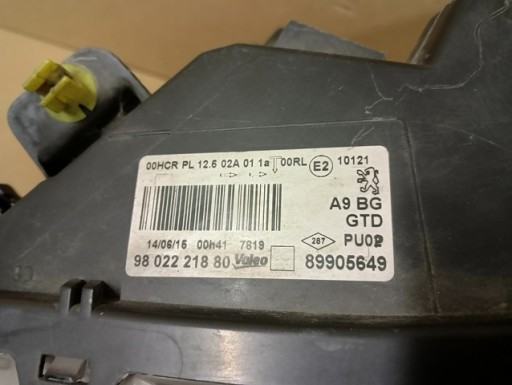 00HCR PL 12.5 02A 01 1a 00RL E2 10121
A9 BG
GTD
14/06/15 00h41 7619 287 PU02
98 022 218 80 Valeo 89905649